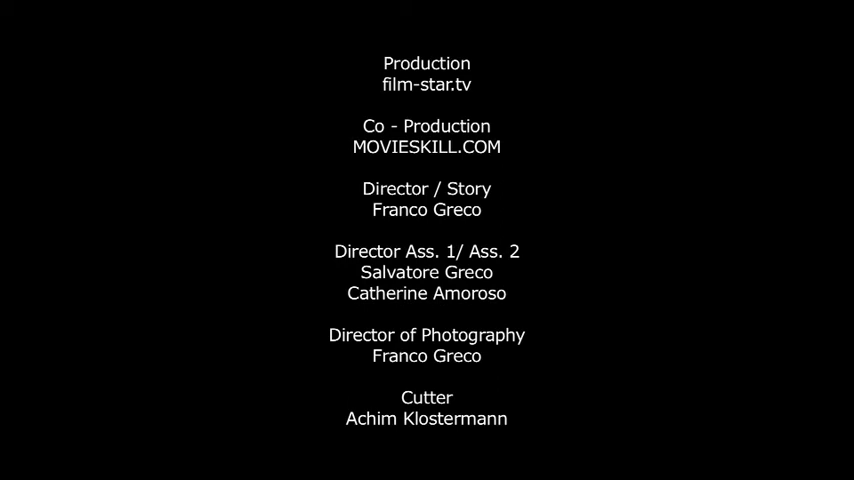 Production
film-star.tv
Co - Production
MOVIESKILL.COM
Director / Story
Franco Greco
Director Ass. 1/ Ass. 2
Salvatore Greco
Catherine Amoroso
Director of Photography
Franco Greco
Cutter
Achim Klostermann